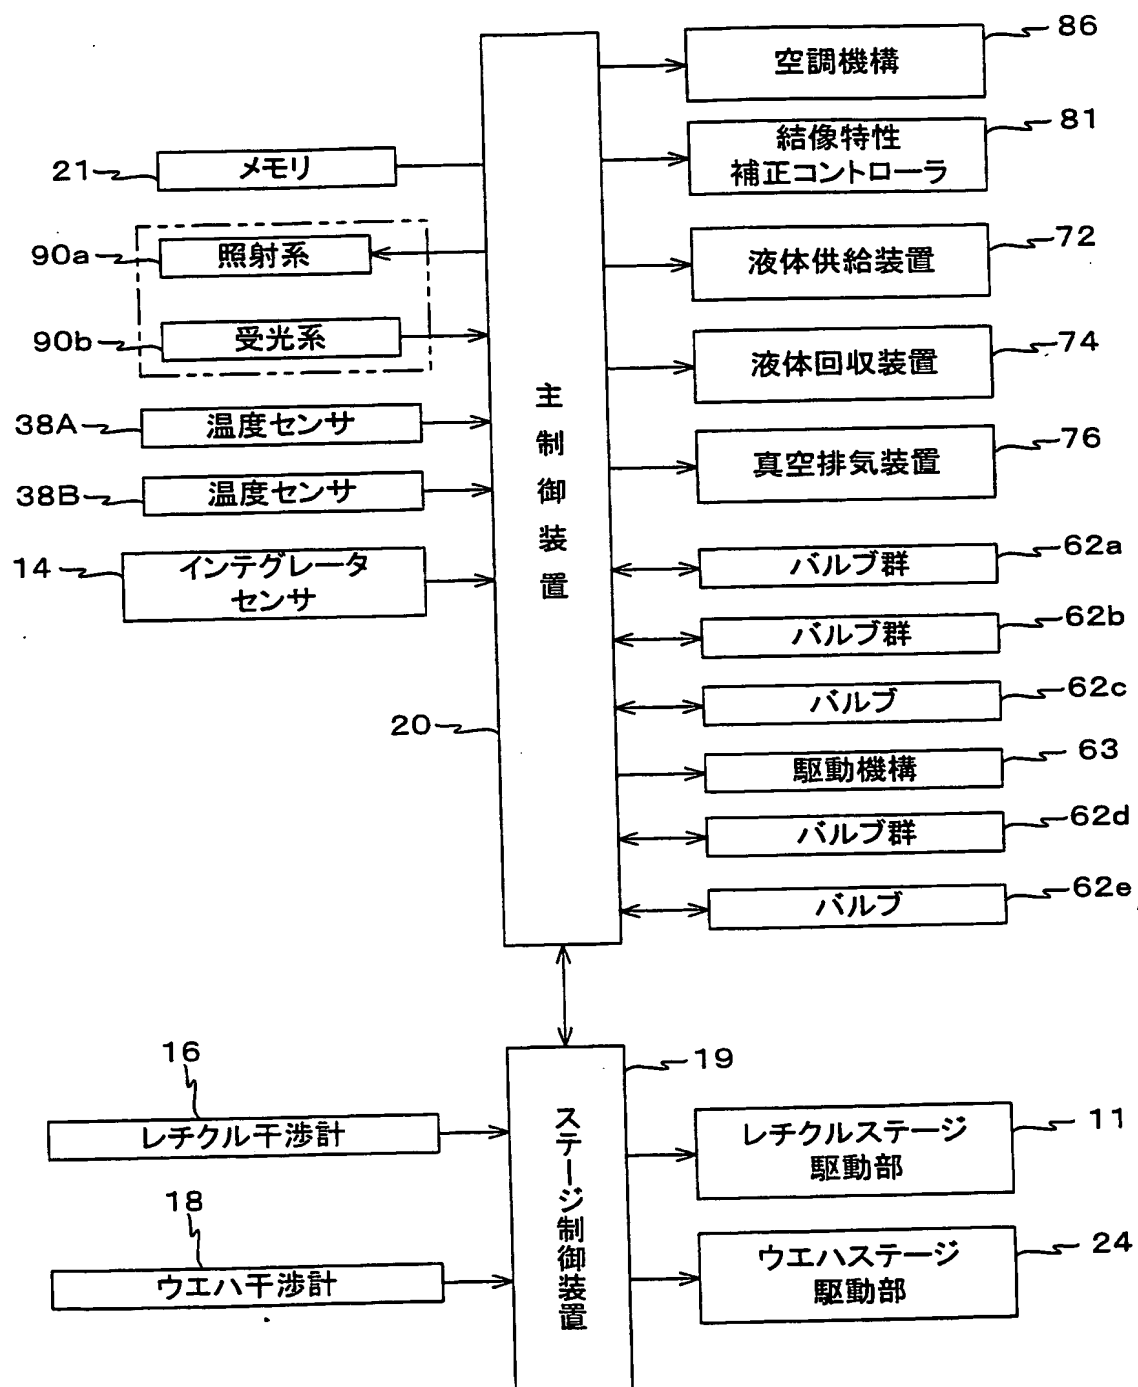 86
空調機構
81
結像特性
補正コントローラ
21
メモリ
90a
照射系
72
液体供給装置
90b
受光系
74
液体回収装置
38A
温度センサ
76
真空排気装置
38B
温度センサ
14
インテグレータ
センサ
主制御装置
62a
バルブ群
62b
バルブ群
62c
バルブ
20
63
駆動機構
62d
バルブ群
62e
バルブ
16
レチクル干渉計
19
ステージ制御装置
11
レチクルステージ
駆動部
18
ウエハ干渉計
24
ウエハステージ
駆動部